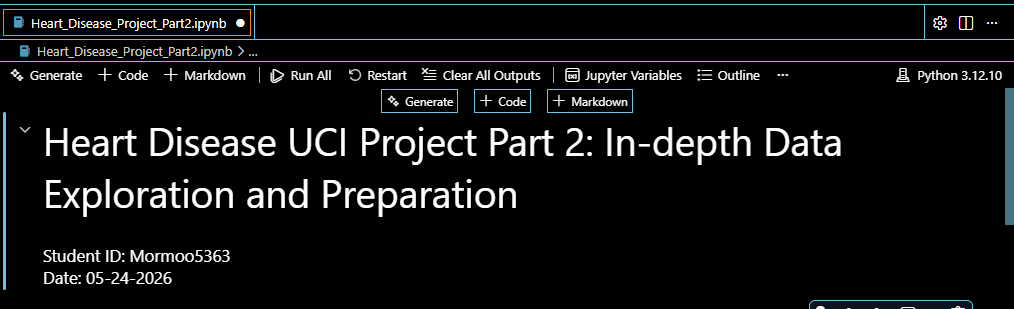 Heart_Disease_Project_Part2.ipynb
Heart_Disease_Project_Part2.ipynb > ...
Generate + Code + Markdown | Run All Restart Clear All Outputs | Jupyter Variables Outline ... Python 3.12.10
Generate + Code + Markdown
Heart Disease UCI Project Part 2: In-depth Data
Exploration and Preparation
Student ID: Mormoo5363
Date: 05-24-2026